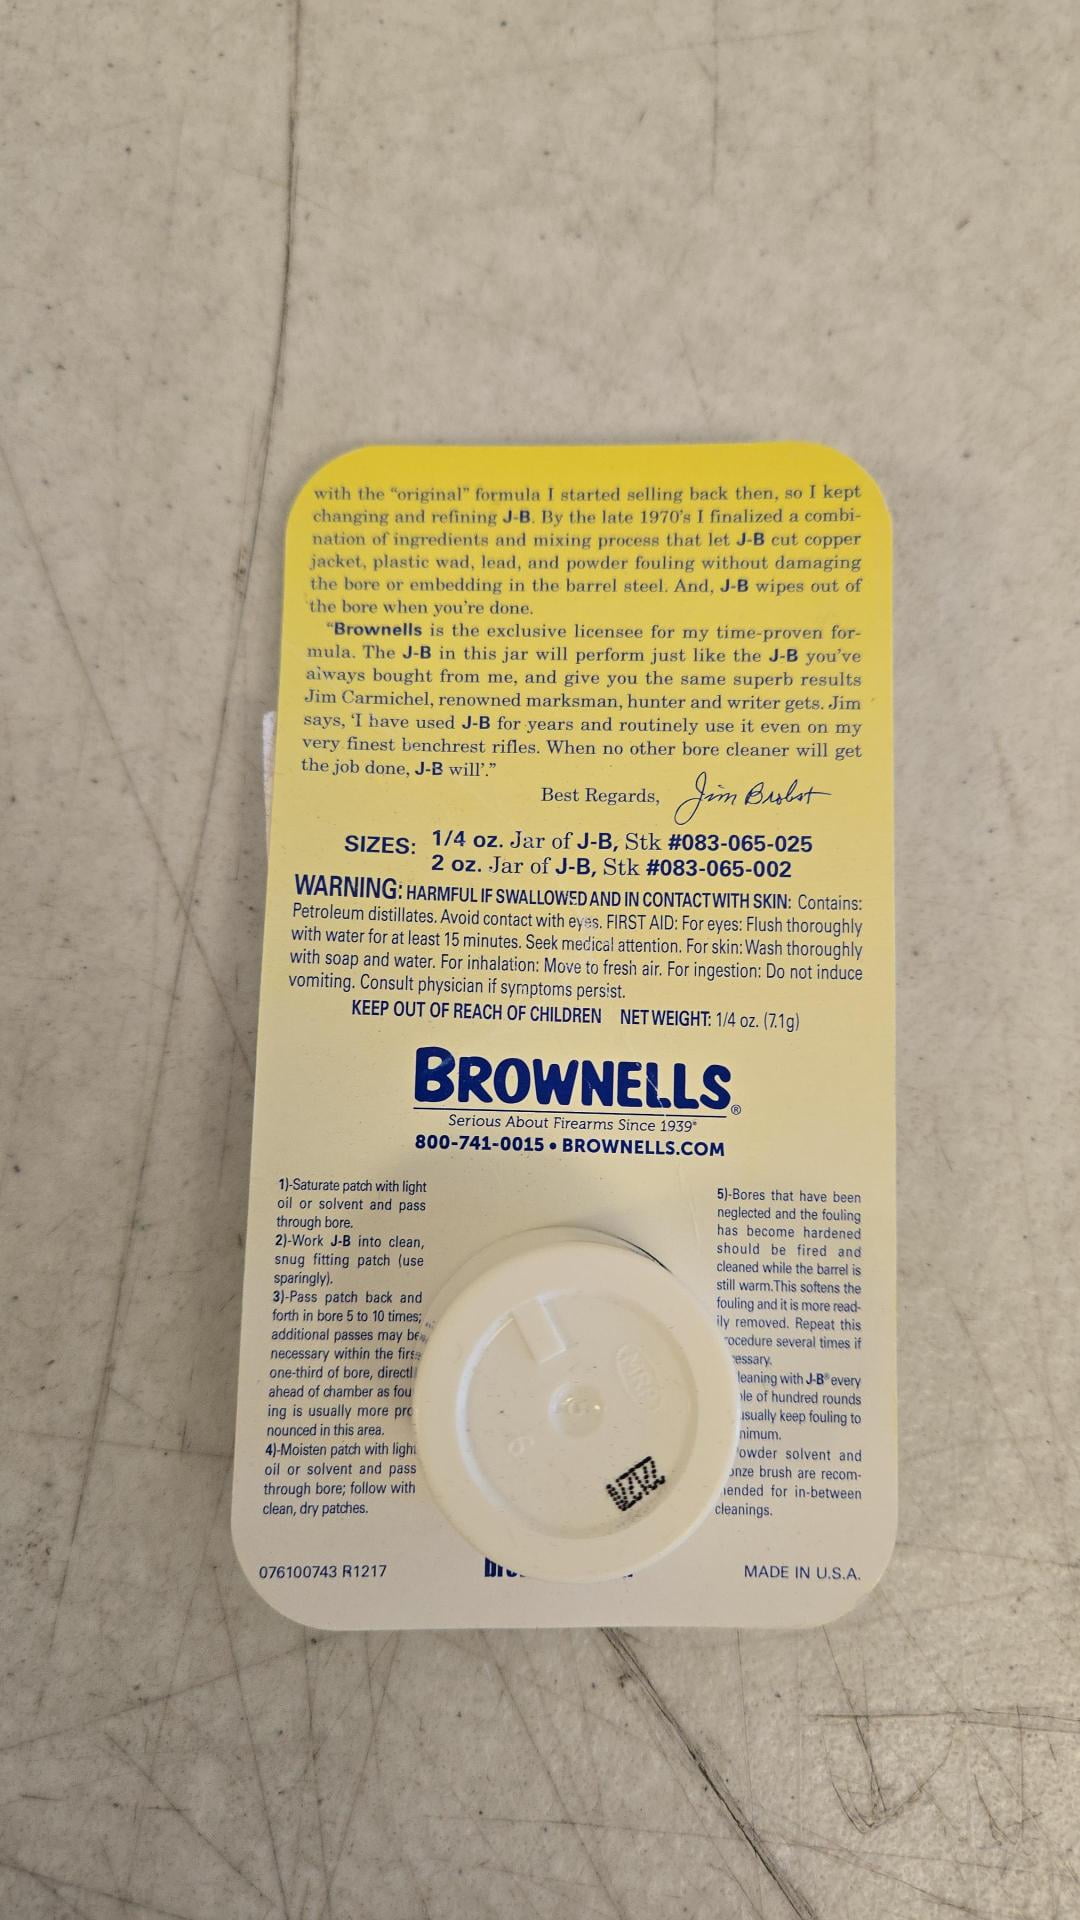 with the “original” formula I started selling back then, so I kept
changing and refining J-B. By the late 1970's I finalized a combi-
nation of ingredients and mixing process that let J-B cut copper
jacket, plastic wad, lead, and powder fouling without damaging
the bore or embedding in the barrel steel. And, J-B wipes out of
the bore when you're done.
“Brownells is the exclusive licensee for my time-proven for-
mula. The J-B in this jar will perform just like the J-B you've
always bought from me, and give you the same superb results
Jim Carmichel, renowned marksman, hunter and writer gets. Jim
says, ‘I have used J-B for years and routinely use it even on my
very finest benchrest rifles. When no other bore cleaner will get
the job done, J-B will’.”
Best Regards, Jim Brobst
SIZES: 1/4 oz. Jar of J-B, Stk #083-065-025
2 oz. Jar of J-B, Stk #083-065-002
WARNING: HARMFUL IF SWALLOWED AND IN CONTACT WITH SKIN: Contains:
Petroleum distillates. Avoid contact with eyes. FIRST AID: For eyes: Flush thoroughly
with water for at least 15 minutes. Seek medical attention. For skin: Wash thoroughly
with soap and water. For inhalation: Move to fresh air. For ingestion: Do not induce
vomiting. Consult physician if symptoms persist.
KEEP OUT OF REACH OF CHILDREN NET WEIGHT: 1/4 oz. (7.1g)
BROWNELLS®
Serious About Firearms Since 1939®
800-741-0015 • BROWNELLS.COM
1)-Saturate patch with light
oil or solvent and pass
through bore.
2)-Work J-B into clean,
snug fitting patch (use
sparingly).
3)-Pass patch back and
forth in bore 5 to 10 times;
additional passes may be
necessary within the first
one-third of bore, directl
ahead of chamber as fou
ing is usually more pro
nounced in this area.
4)-Moisten patch with light
oil or solvent and pass
through bore; follow with
clean, dry patches.
5)-Bores that have been
neglected and the fouling
has become hardened
should be fired and
cleaned while the barrel is
still warm. This softens the
fouling and it is more read-
ily removed. Repeat this
rocedure several times if
essary.
leaning with J-B® every
ple of hundred rounds
usually keep fouling to
nimum.
owder solvent and
onze brush are recom-
ended for in-between
cleanings.
076100743 R1217
MADE IN U.S.A.